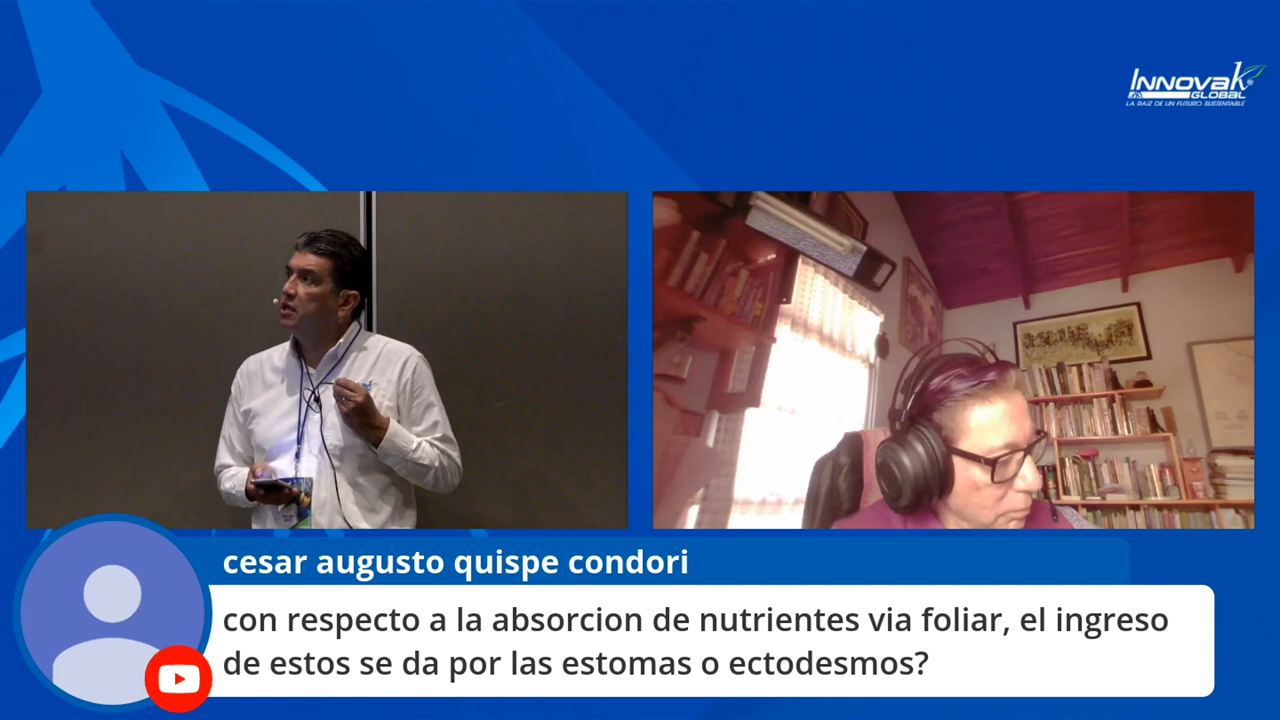 INNOVAK
GLOBAL
LA RAÍZ DE UN FUTURO SUSTENTABLE
cesar augusto quispe condori
con respecto a la absorcion de nutrientes via foliar, el ingreso
de estos se da por las estomas o ectodesmos?